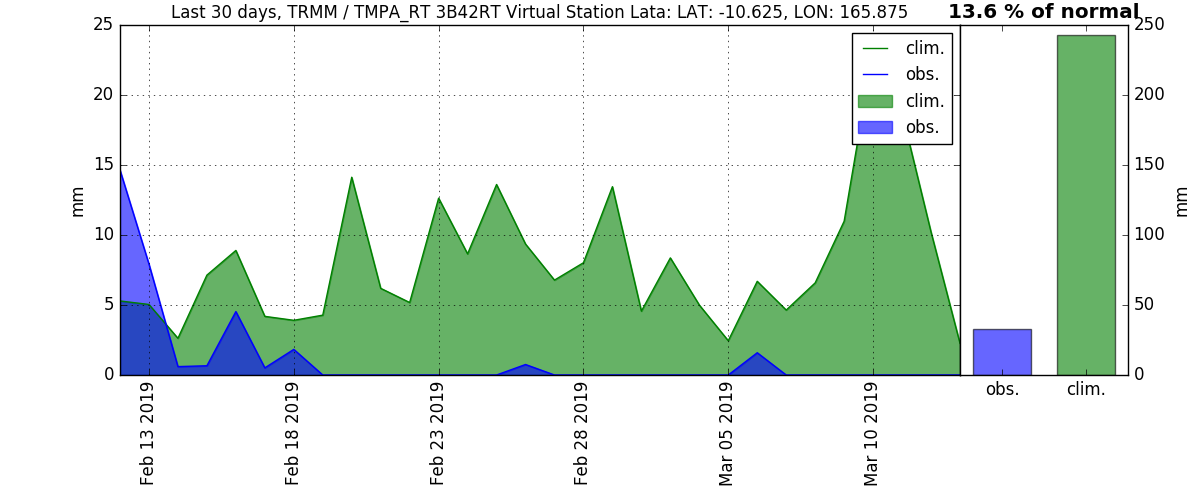 Last 30 days, TRMM / TMPA_RT 3B42RT Virtual Station Lata: LAT: -10.625, LON: 165.875
13.6 % of normal
25
20
15
10
5
0
mm
clim.
obs.
clim.
obs.
250
200
150
100
50
0
mm
obs.
clim.
Feb 13 2019
Feb 18 2019
Feb 23 2019
Feb 28 2019
Mar 05 2019
Mar 10 2019